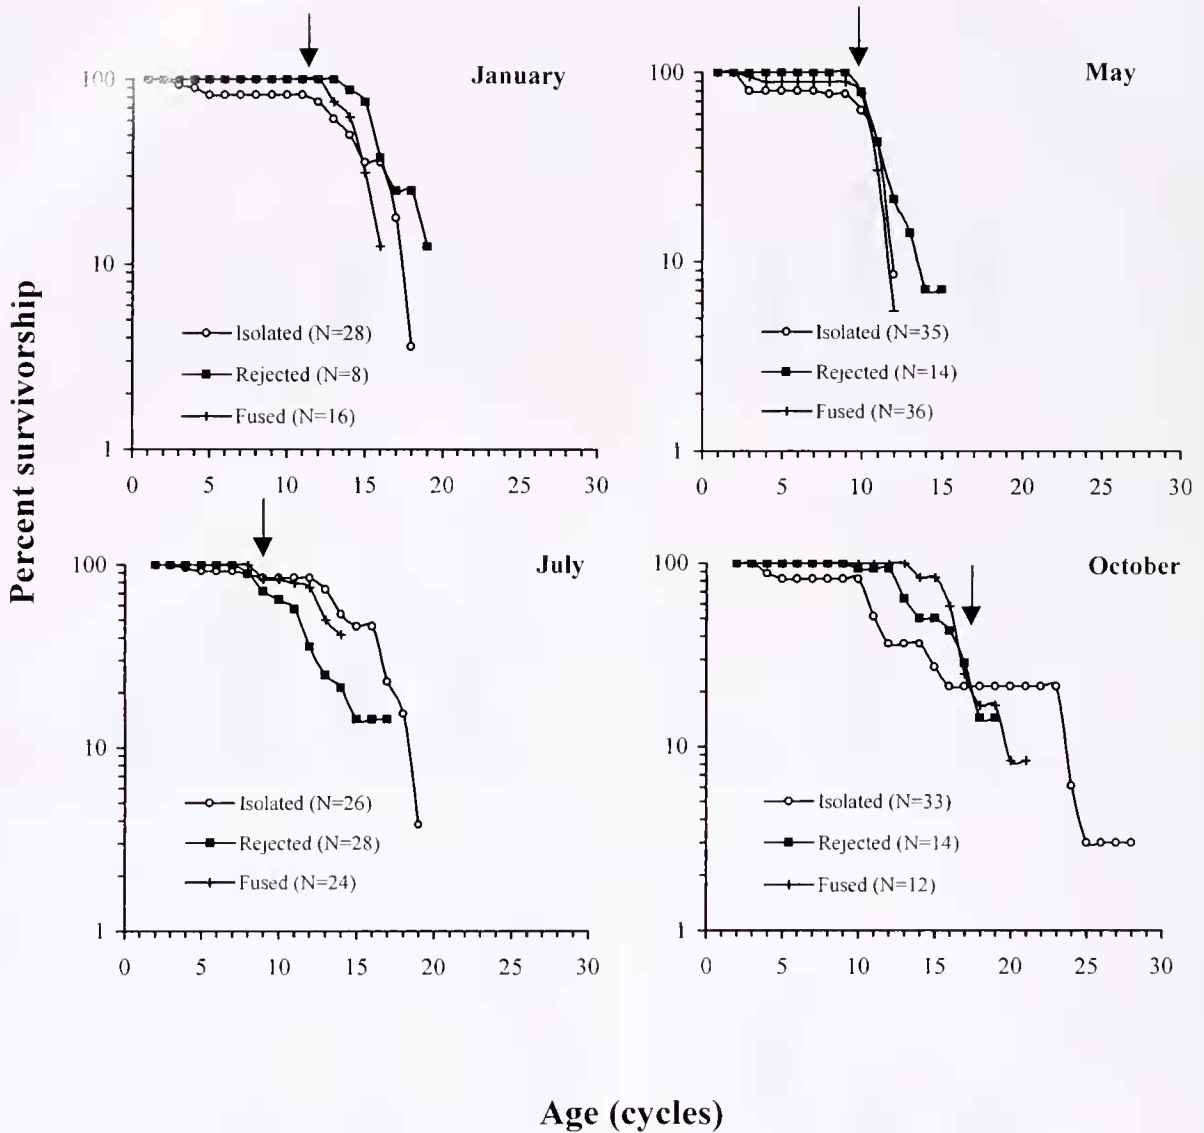 Percent survivorship
January
100
10
1
Isolated (N=28)
Rejected (N=8)
Fused (N=16)
0 5 10 15 20 25 30
May
100
10
1
Isolated (N=35)
Rejected (N=14)
Fused (N=36)
0 5 10 15 20 25 30
July
100
10
1
Isolated (N=26)
Rejected (N=28)
Fused (N=24)
0 5 10 15 20 25 30
October
100
10
1
Isolated (N=33)
Rejected (N=14)
Fused (N=12)
0 5 10 15 20 25 30
Age (cycles)